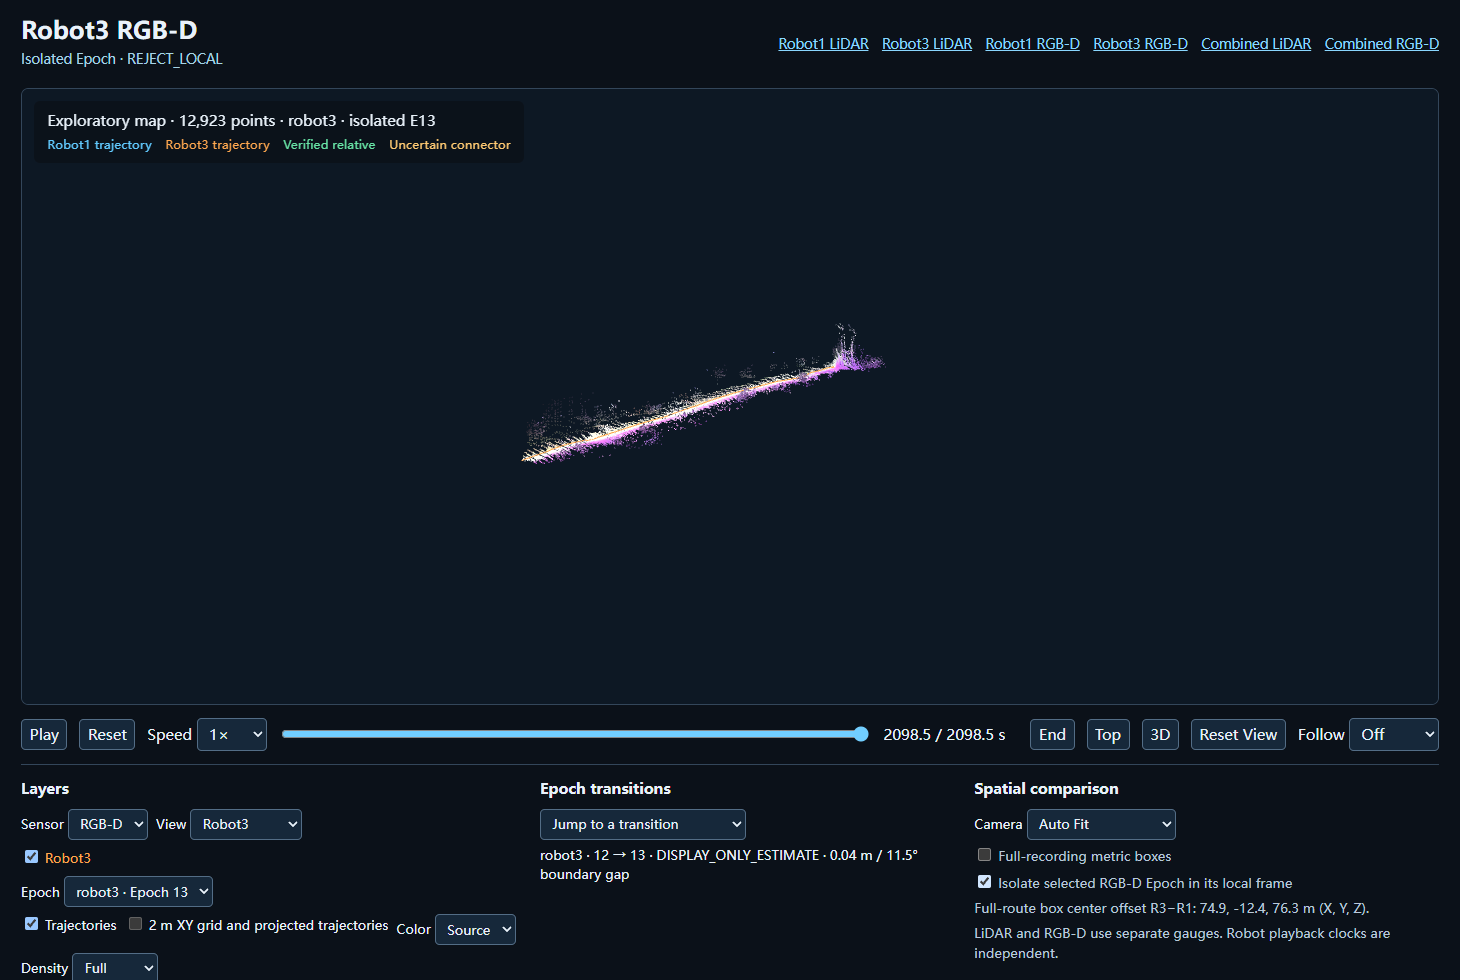 Robot3 RGB-D
Isolated Epoch · REJECT_LOCAL
Robot1 LiDAR Robot3 LiDAR Robot1 RGB-D Robot3 RGB-D Combined LiDAR Combined RGB-D
Exploratory map · 12,923 points · robot3 · isolated E13
Robot1 trajectory Robot3 trajectory Verified relative Uncertain connector
Play Reset Speed 1× 2098.5 / 2098.5 s End Top 3D Reset View Follow Off
Layers
Sensor RGB-D View Robot3
Robot3
Epoch robot3 · Epoch 13
Trajectories 2 m XY grid and projected trajectories Color Source
Density Full
Epoch transitions
Jump to a transition
robot3 · 12 → 13 · DISPLAY_ONLY_ESTIMATE · 0.04 m / 11.5°
boundary gap
Spatial comparison
Camera Auto Fit
Full-recording metric boxes
Isolate selected RGB-D Epoch in its local frame
Full-route box center offset R3−R1: 74.9, -12.4, 76.3 m (X, Y, Z).
LiDAR and RGB-D use separate gauges. Robot playback clocks are
independent.